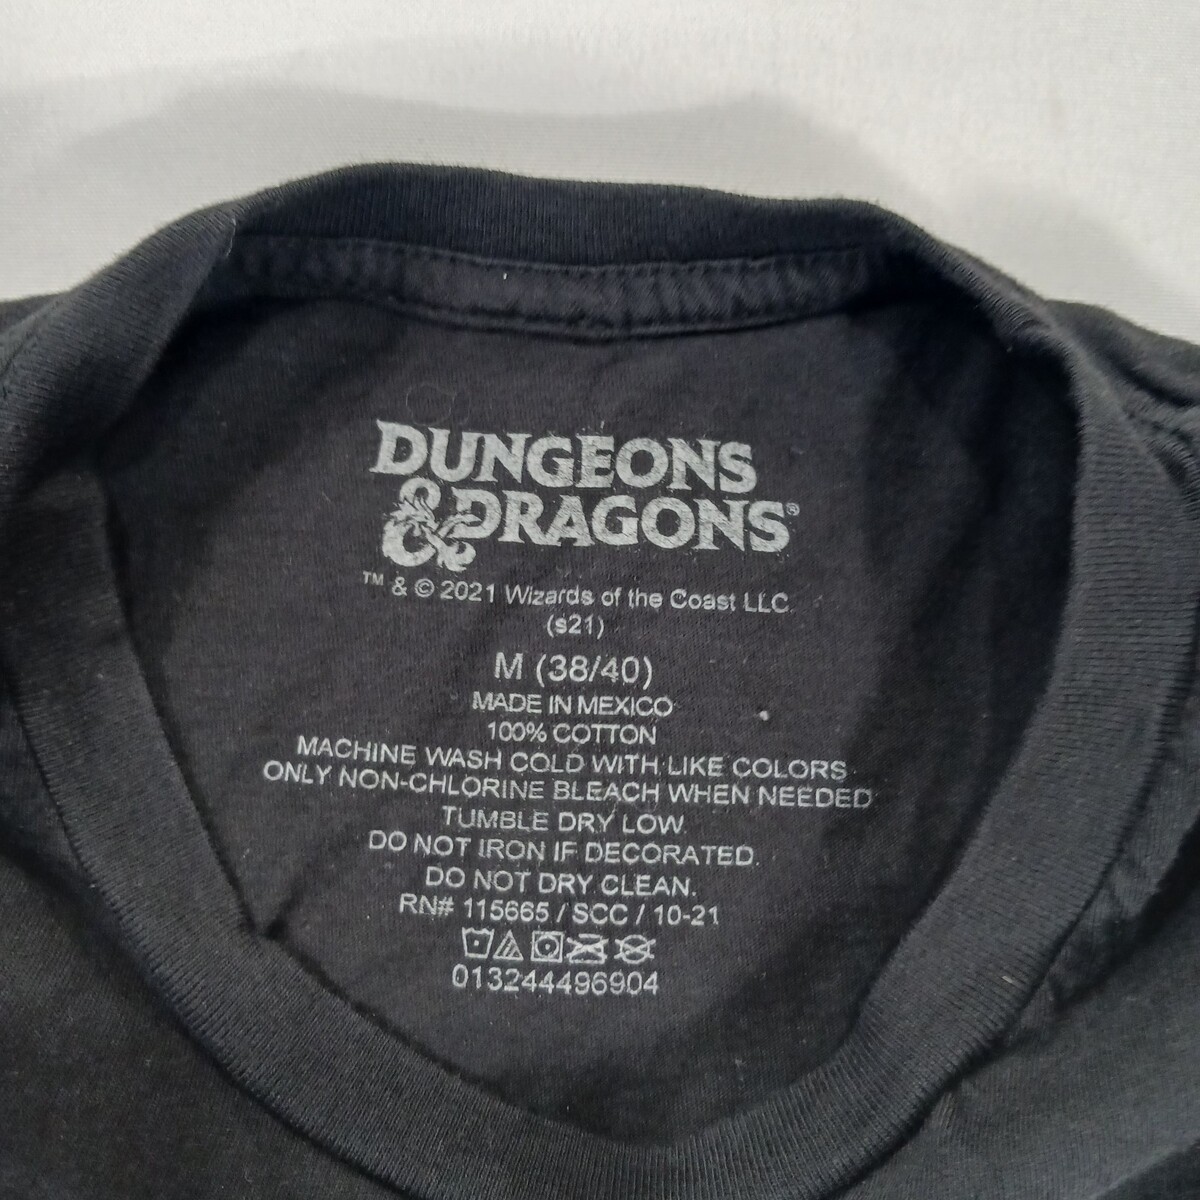 DUNGEONS
&DRAGONS®
™ & © 2021 Wizards of the Coast LLC.
(s21)
M (38/40)
MADE IN MEXICO
100% COTTON
MACHINE WASH COLD WITH LIKE COLORS
ONLY NON-CHLORINE BLEACH WHEN NEEDED
TUMBLE DRY LOW.
DO NOT IRON IF DECORATED.
DO NOT DRY CLEAN.
RN# 115665 / SCC / 10-21
013244496904